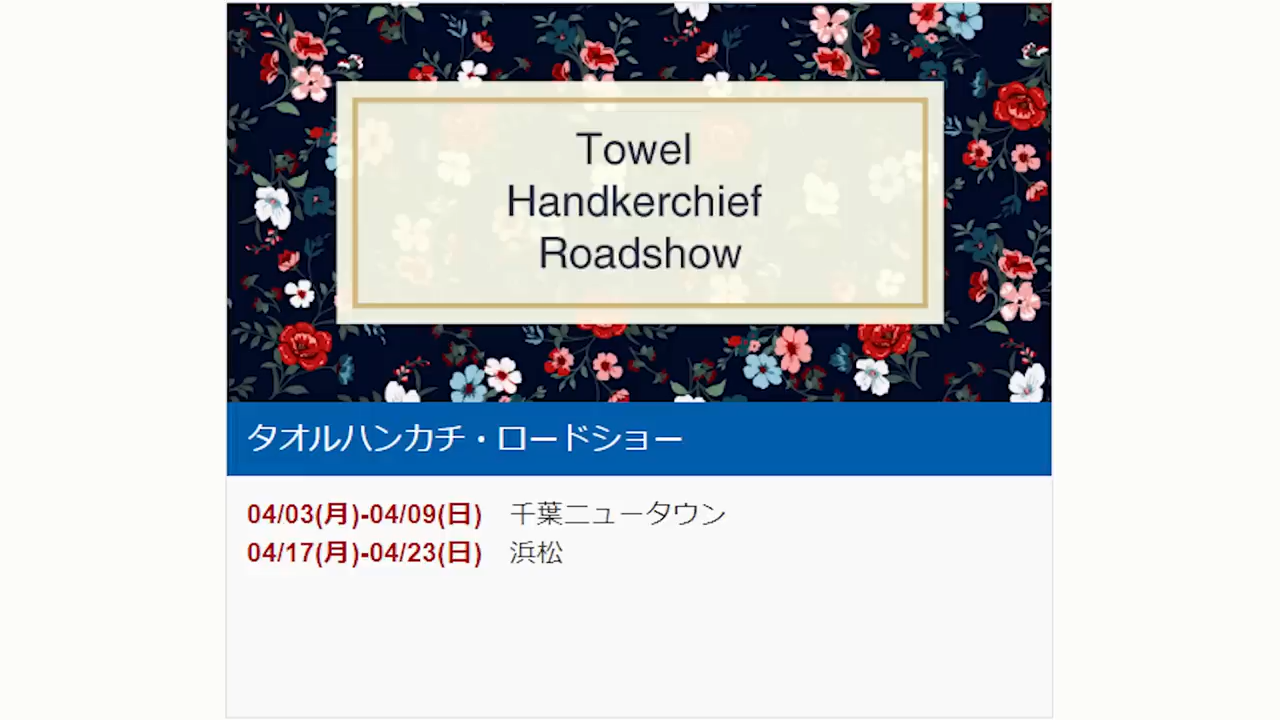 Towel
Handkerchief
Roadshow
タオルハンカチ・ロードショー
04/03(月)-04/09(日) 千葉ニュータウン
04/17(月)-04/23(日) 浜松